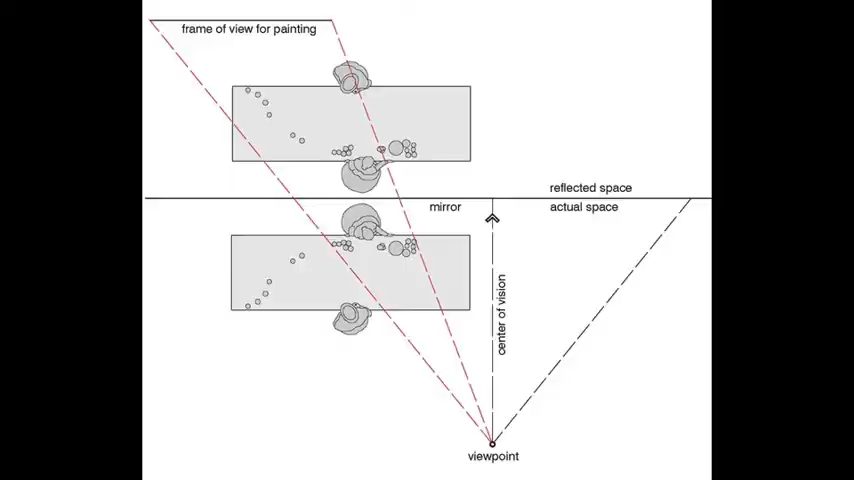 frame of view for painting
reflected space
mirror
actual space
center of vision
viewpoint